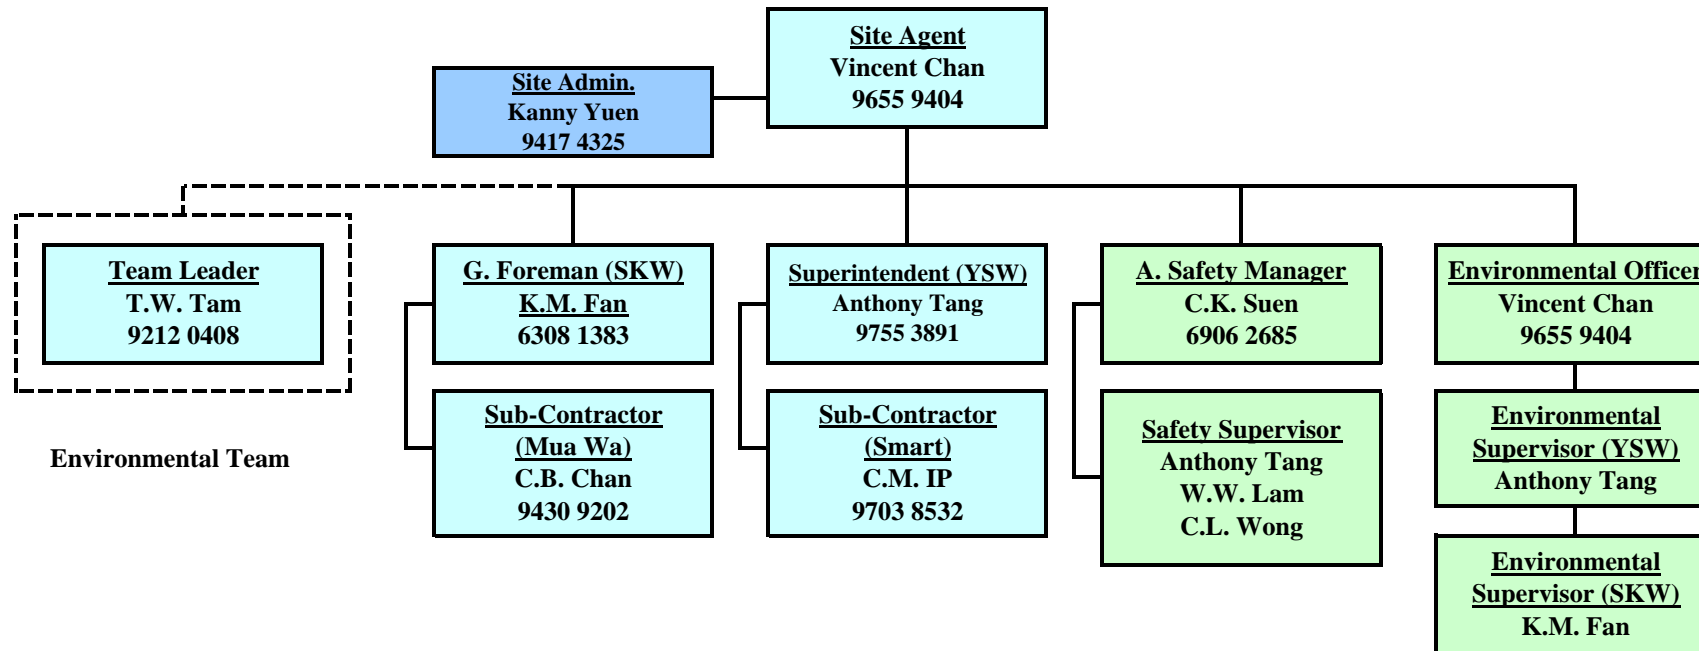 Site Agent
Vincent Chan
9655 9404
Site Admin.
Kanny Yuen
9417 4325
Team Leader
T.W. Tam
9212 0408
Environmental Team
G. Foreman (SKW)
K.M. Fan
6308 1383
Sub-Contractor
(Mua Wa)
C.B. Chan
9430 9202
Superintendent (YSW)
Anthony Tang
9755 3891
Sub-Contractor
(Smart)
C.M. IP
9703 8532
A. Safety Manager
C.K. Suen
6906 2685
Safety Supervisor
Anthony Tang
W.W. Lam
C.L. Wong
Environmental Officer
Vincent Chan
9655 9404
Environmental
Supervisor (YSW)
Anthony Tang
Environmental
Supervisor (SKW)
K.M. Fan